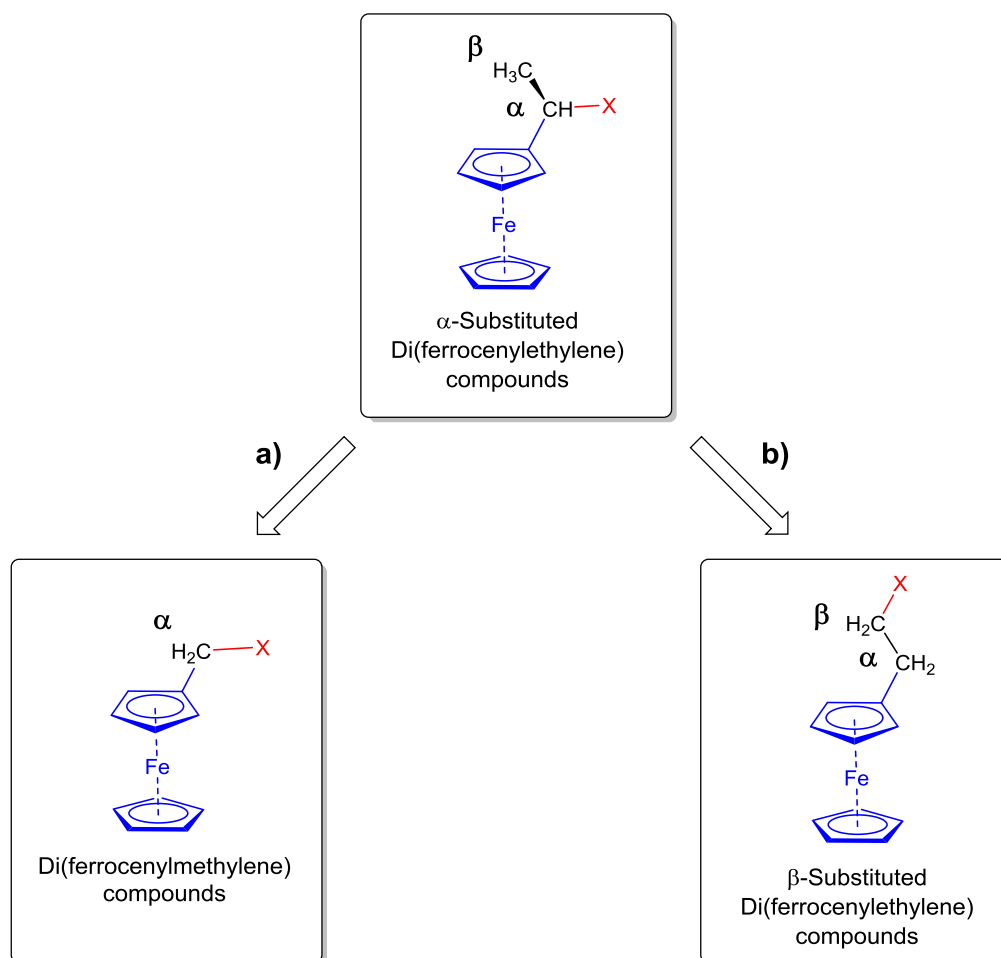 β
H₃C
α CH X
Fe
α-Substituted
Di(ferrocenylethylene)
compounds
a)
b)
α
H₂C X
Fe
Di(ferrocenylmethylene)
compounds
X
β H₂C
α CH₂
Fe
β-Substituted
Di(ferrocenylethylene)
compounds